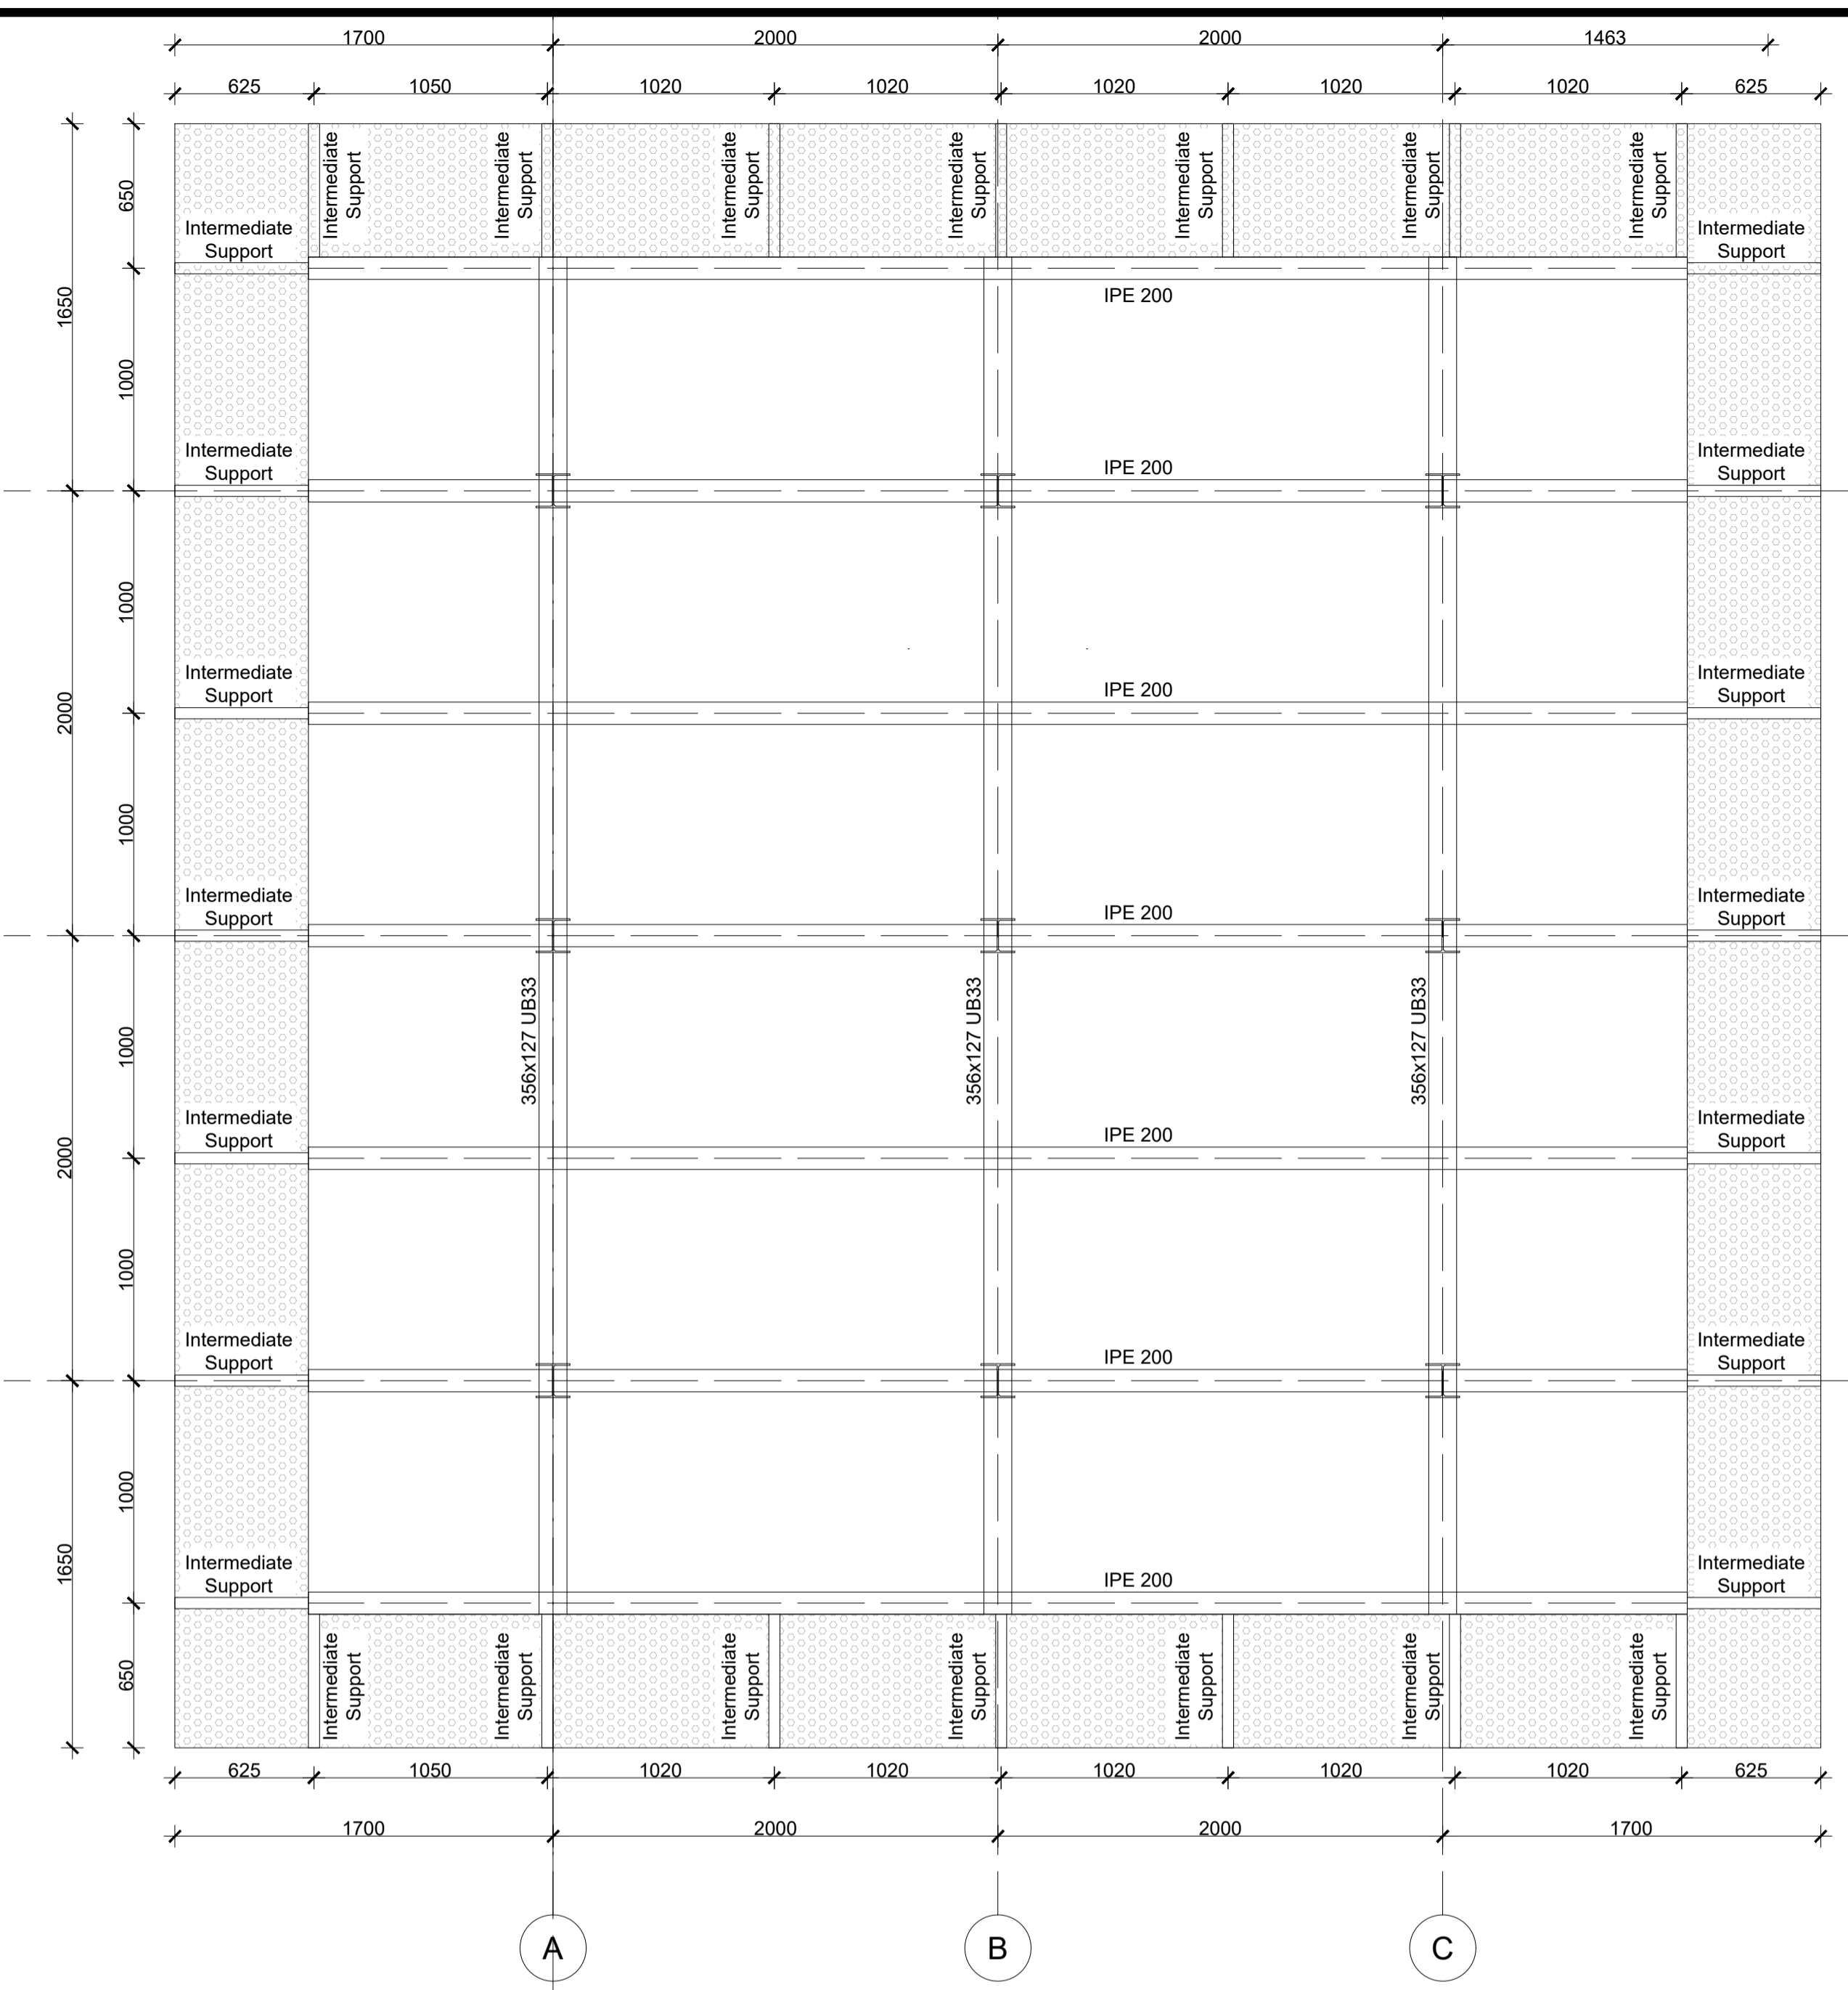 1700 2000 2000 1463
625 1050 1020 1020 1020 1020 1020 625
Intermediate
Support
Intermediate
Support
Intermediate
Support
Intermediate
Support
Intermediate
Support
Intermediate
Support
Intermediate
Support
650
Intermediate
Support
Intermediate
Support
IPE 200
1650
1000
Intermediate
Support
IPE 200
Intermediate
Support
1000
Intermediate
Support
IPE 200
Intermediate
Support
2000
1000
Intermediate
Support
IPE 200
Intermediate
Support
356x127 UB33
356x127 UB33
356x127 UB33
1000
Intermediate
Support
IPE 200
Intermediate
Support
2000
1000
Intermediate
Support
IPE 200
Intermediate
Support
1000
1650
Intermediate
Support
IPE 200
Intermediate
Support
650
Intermediate
Support
Intermediate
Support
Intermediate
Support
Intermediate
Support
Intermediate
Support
Intermediate
Support
Intermediate
Support
625 1050 1020 1020 1020 1020 1020 625
1700 2000 2000 1700
A B C